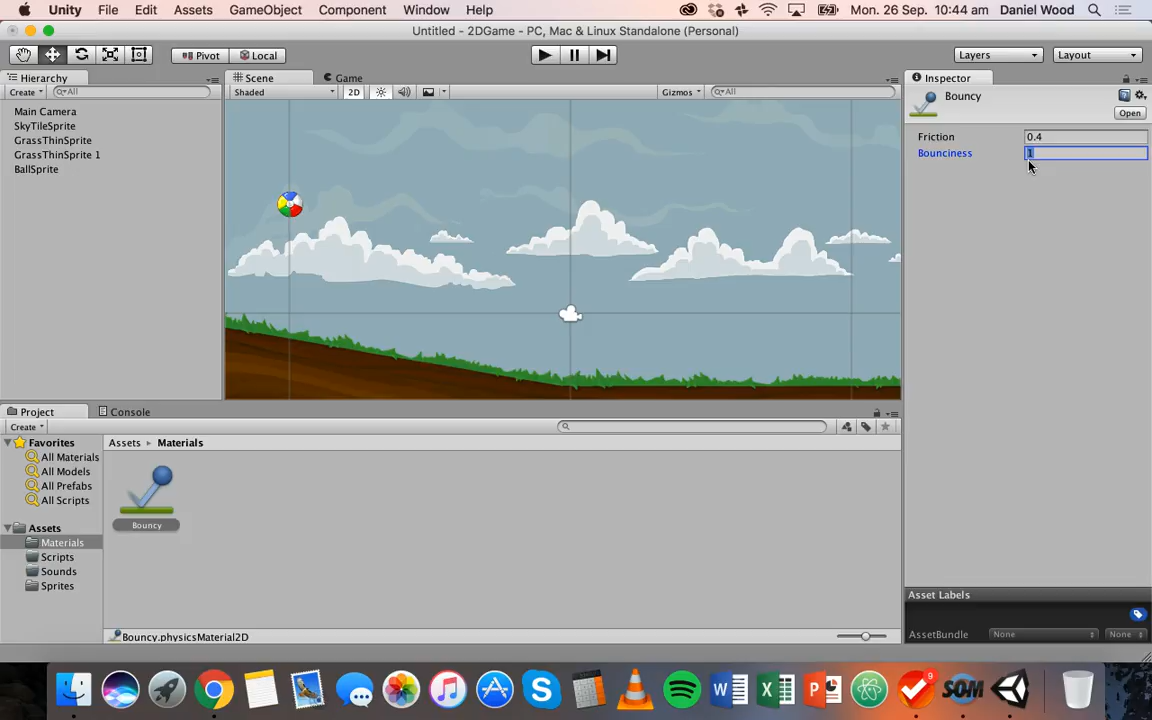 Unity File Edit Assets GameObject Component Window Help Mon. 26 Sep. 10:44 am Daniel Wood
Untitled - 2DGame - PC, Mac & Linux Standalone (Personal)
Pivot Local Layers Layout
Hierarchy Scene Game Inspector
Create All Shaded 2D Gizmos All Bouncy
Open
Main Camera
SkyTileSprite
GrassThinSprite
GrassThinSprite 1
BallSprite
Friction 0.4
Bounciness 1
Project Console
Create
Favorites
All Materials
All Models
All Prefabs
All Scripts
Assets
Materials
Scripts
Sounds
Sprites
Assets Materials
Bouncy
Bouncy.physicsMaterial2D
Asset Labels
AssetBundle None None
9
SOM